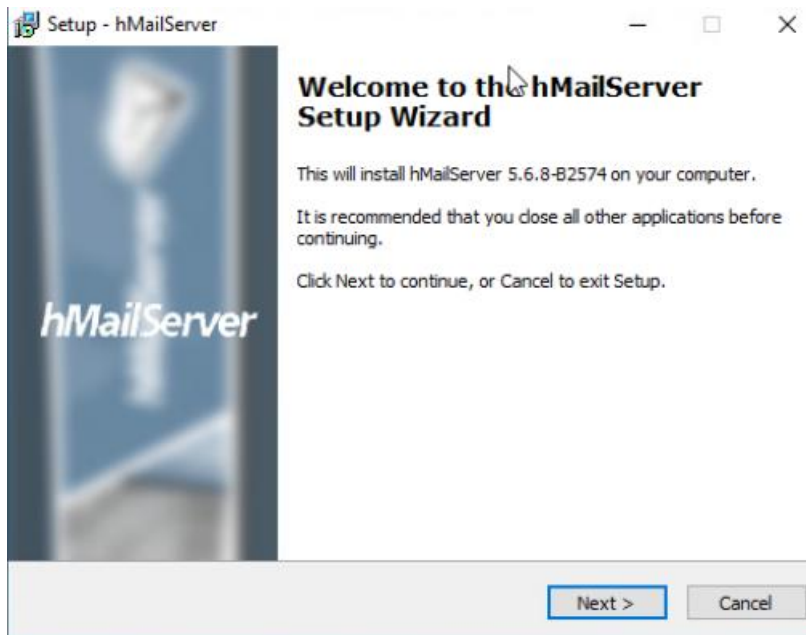 Setup - hMailServer
Welcome to the hMailServer
Setup Wizard
This will install hMailServer 5.6.8-B2574 on your computer.
It is recommended that you close all other applications before
continuing.
Click Next to continue, or Cancel to exit Setup.
hMailServer
Next >
Cancel